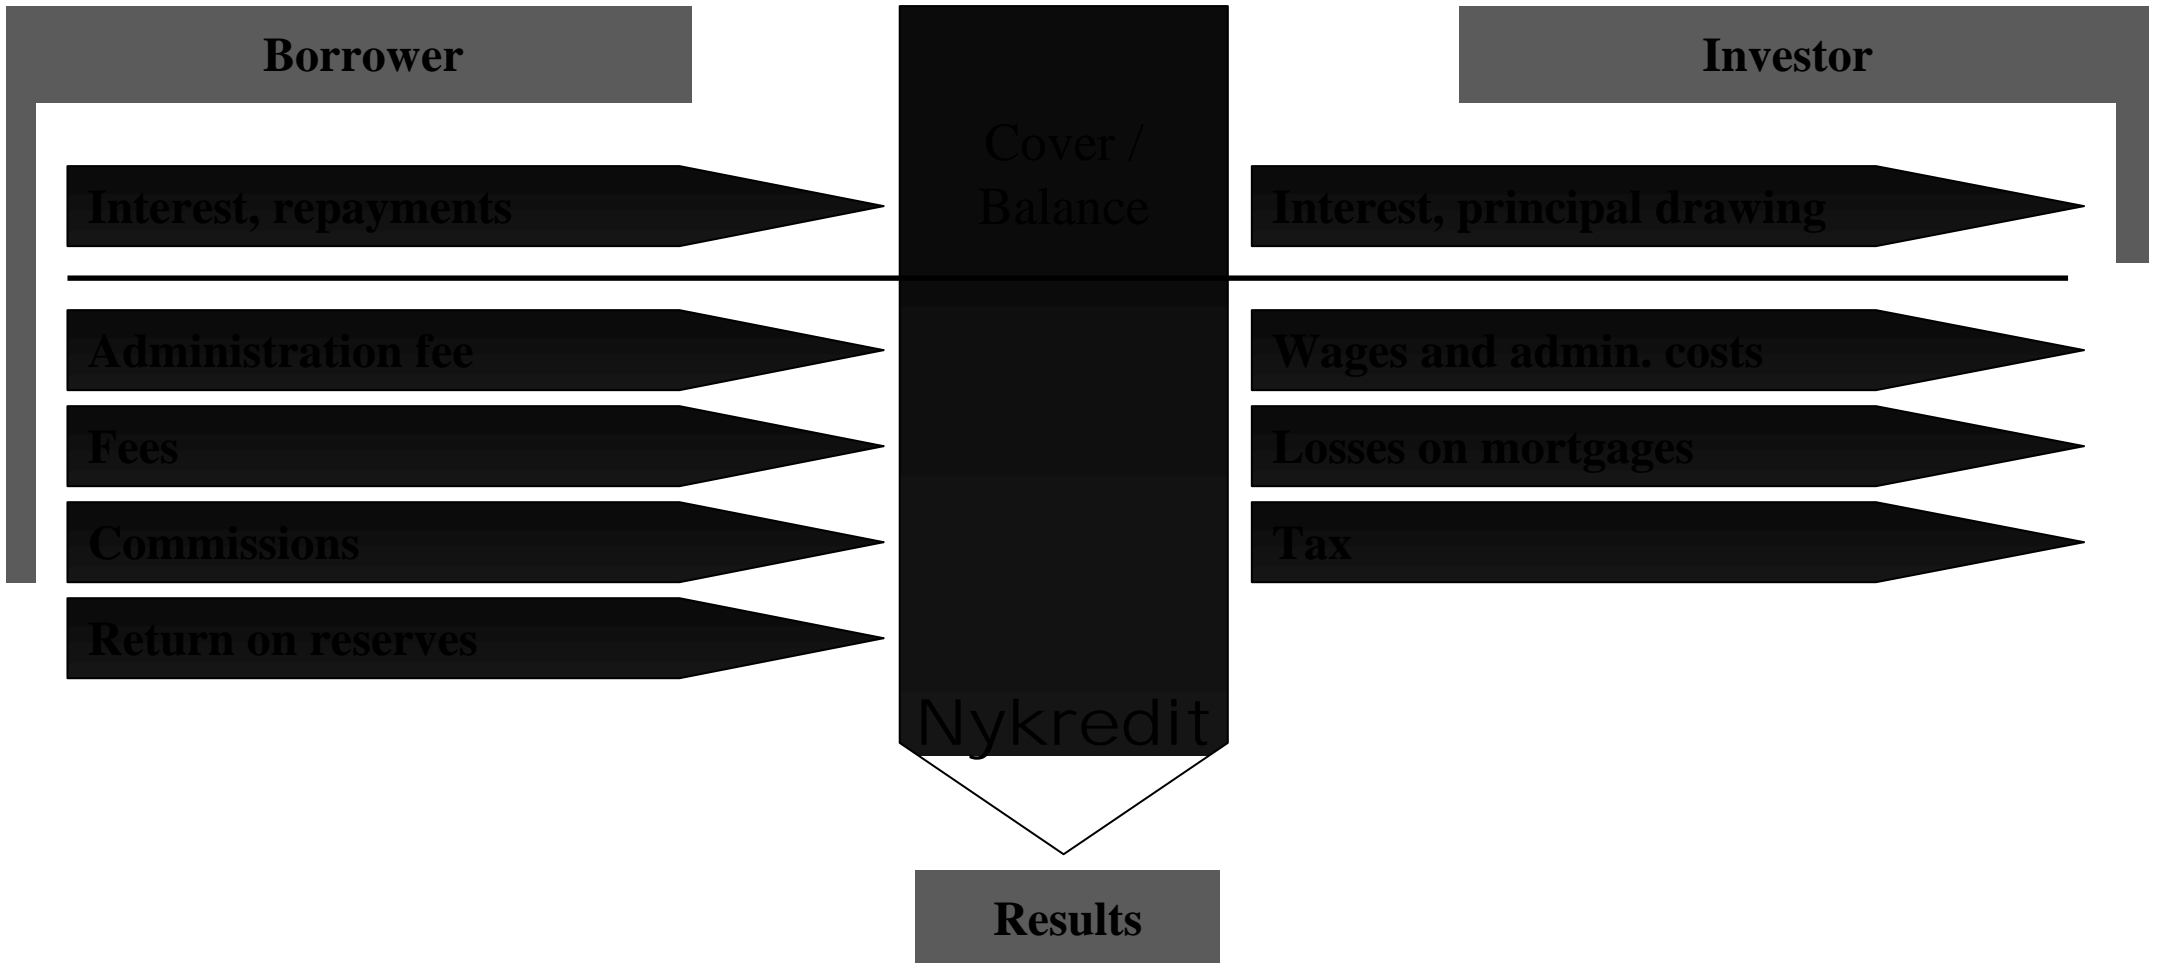 Borrower
Investor
Cover /
Balance
Interest, repayments
Interest, principal drawing
Administration fee
Wages and admin. costs
Fees
Losses on mortgages
Commissions
Tax
Return on reserves
Nykredit
Results